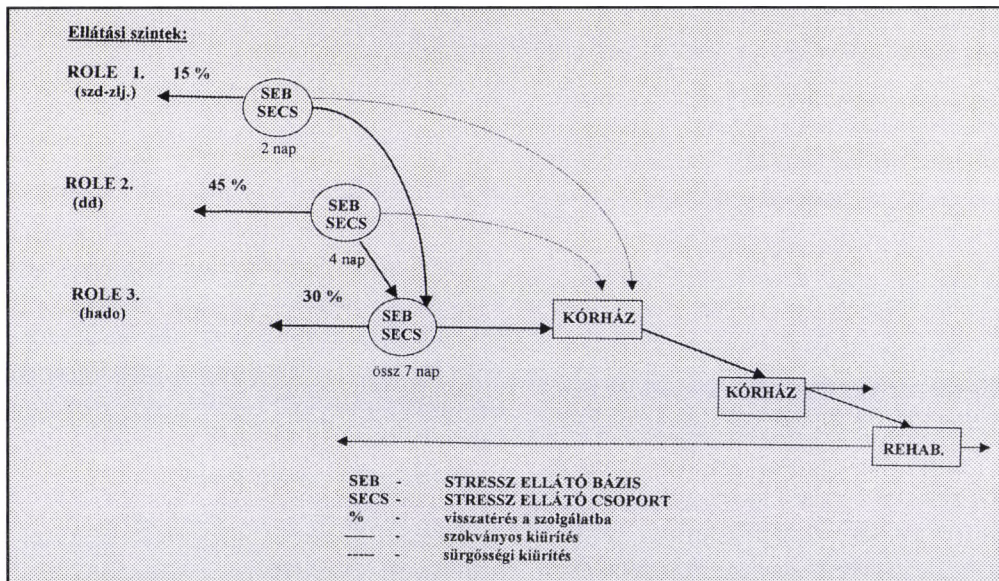 Ellátási szintek:
ROLE 1. 15 %
(szd-zlj.)
SEB
SECS
2 nap
ROLE 2. 45 %
(dd)
SEB
SECS
4 nap
ROLE 3. 30 %
(hado)
SEB
SECS
össz 7 nap
KÓRHÁZ
KÓRHÁZ
REHAB.
SEB - STRESSZ ELLÁTÓ BÁZIS
SECS - STRESSZ ELLÁTÓ CSOPORT
% - visszatérés a szolgálatba
- szokványos kiürítés
- sürgősségi kiürítés